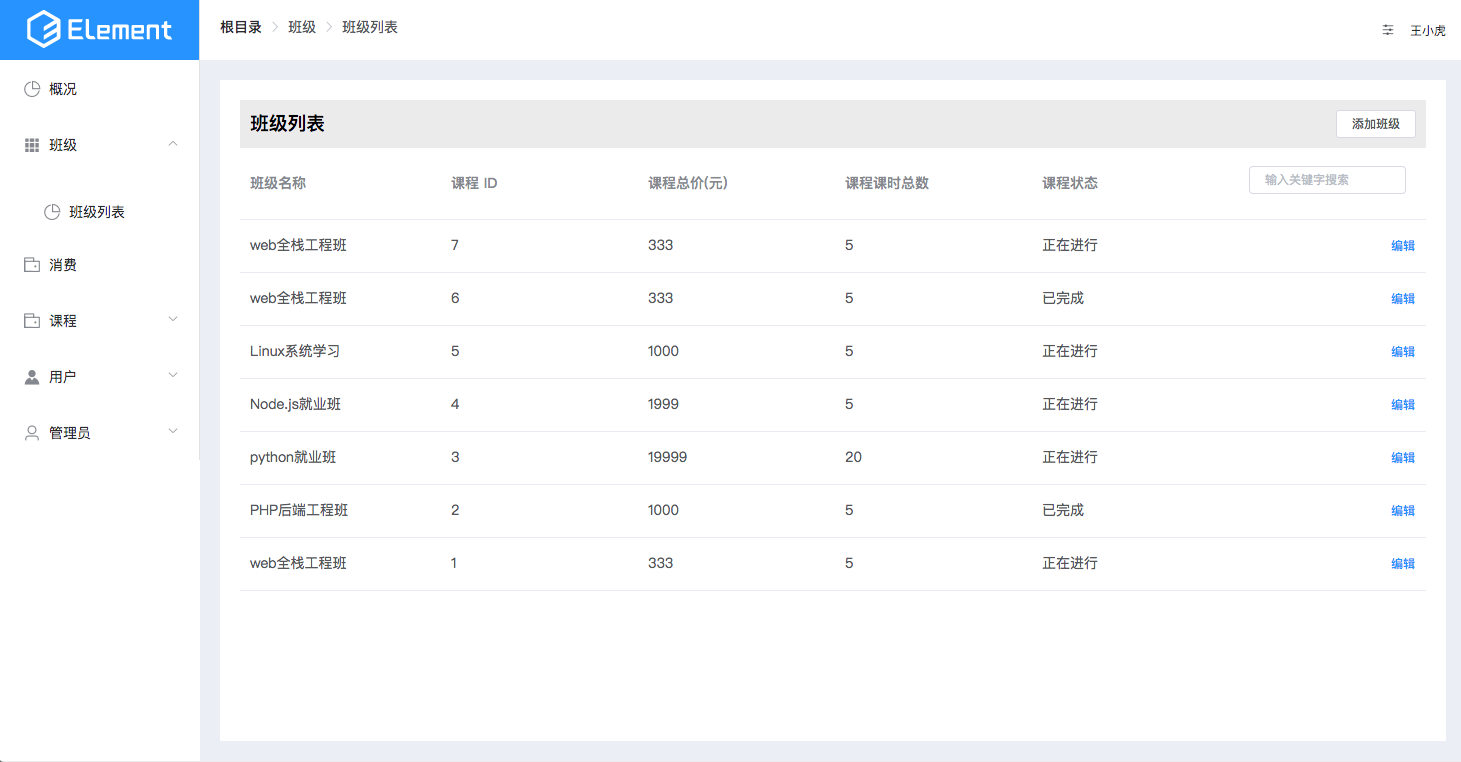 Element
根目录 > 班级 > 班级列表
王小虎
概况
班级
班级列表
消费
课程
用户
管理员
班级列表
添加班级
班级名称 课程 ID 课程总价(元) 课程课时总数 课程状态 输入关键字搜索
web全栈工程班 7 333 5 正在进行 编辑
web全栈工程班 6 333 5 已完成 编辑
Linux系统学习 5 1000 5 正在进行 编辑
Node.js就业班 4 1999 5 正在进行 编辑
python就业班 3 19999 20 正在进行 编辑
PHP后端工程班 2 1000 5 已完成 编辑
web全栈工程班 1 333 5 正在进行 编辑